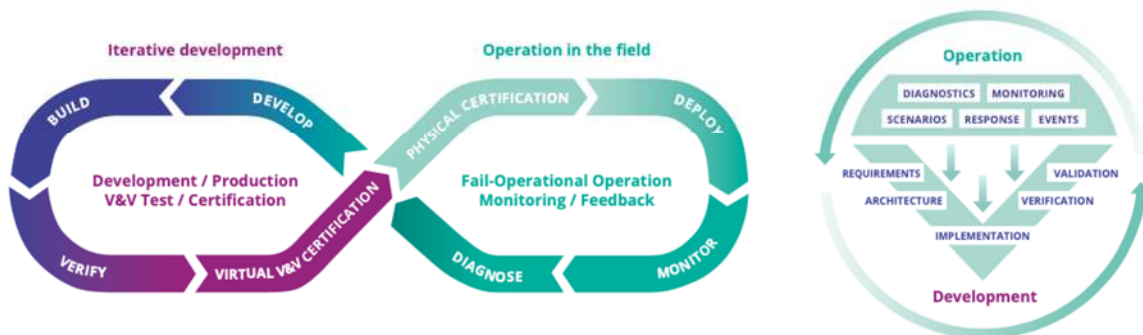 Iterative development
Operation in the field
BUILD
DEVELOP
PHYSICAL CERTIFICATION
DEPLOY
Development / Production
V&V Test / Certification
Fail-Operational Operation
Monitoring / Feedback
VERIFY
VIRTUAL V&V CERTIFICATION
DIAGNOSE
MONITOR
Operation
DIAGNOSTICS
MONITORING
SCENARIOS
RESPONSE
EVENTS
REQUIREMENTS
VALIDATION
ARCHITECTURE
VERIFICATION
IMPLEMENTATION
Development